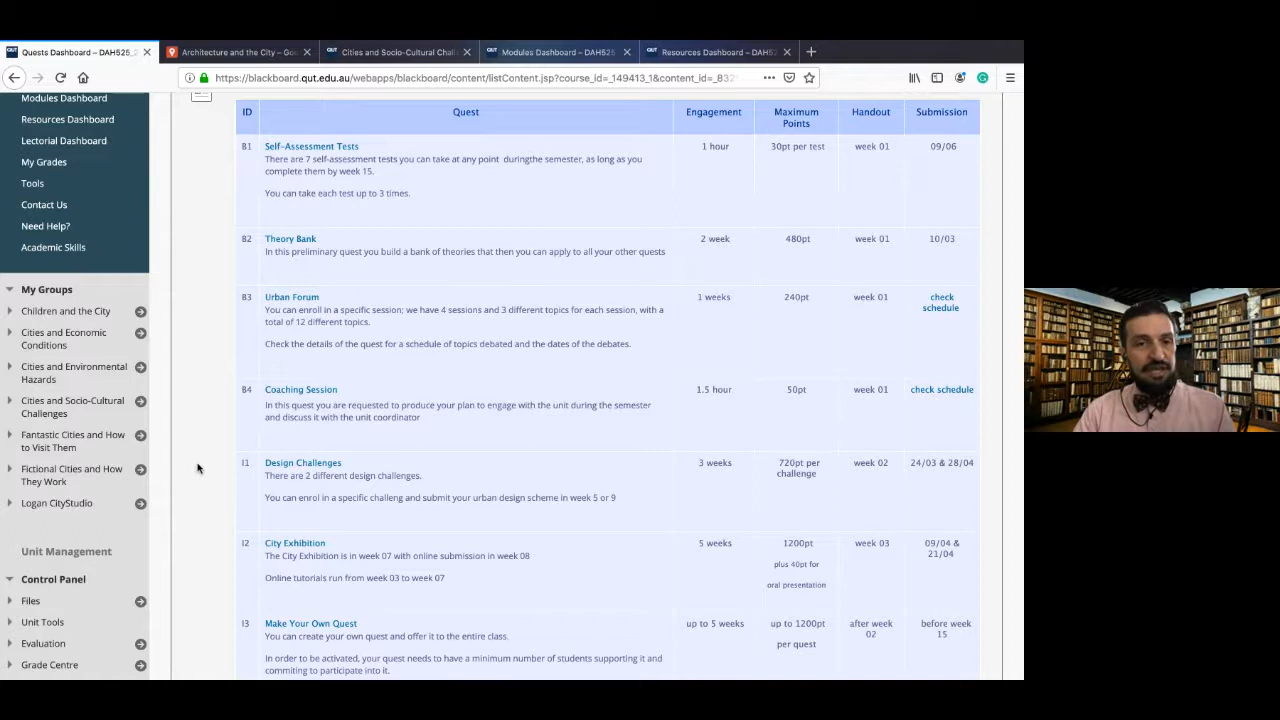 Quests Dashboard – DAH525_2
Architecture and the City – Goo
Cities and Socio-Cultural Chall
Modules Dashboard – DAH525
Resources Dashboard – DAH52
https://blackboard.qut.edu.au/webapps/blackboard/content/listContent.jsp?course_id=_149413_1&content_id=_832
Modules Dashboard
Resources Dashboard
Lectorial Dashboard
My Grades
Tools
Contact Us
Need Help?
Academic Skills
My Groups
Children and the City
Cities and Economic
Conditions
Cities and Environmental
Hazards
Cities and Socio-Cultural
Challenges
Fantastic Cities and How
to Visit Them
Fictional Cities and How
They Work
Logan CityStudio
Unit Management
Control Panel
Files
Unit Tools
Evaluation
Grade Centre
ID Quest Engagement Maximum Points Handout Submission
B1 Self-Assessment Tests 1 hour 30pt per test week 01 09/06
There are 7 self-assessment tests you can take at any point duringthe semester, as long as you
complete them by week 15.
You can take each test up to 3 times.
B2 Theory Bank 2 week 480pt week 01 10/03
In this preliminary quest you build a bank of theories that then you can apply to all your other quests
B3 Urban Forum 1 weeks 240pt week 01 check schedule
You can enroll in a specific session; we have 4 sessions and 3 different topics for each session, with a
total of 12 different topics.
Check the details of the quest for a schedule of topics debated and the dates of the debates.
B4 Coaching Session 1.5 hour 50pt week 01 check schedule
In this quest you are requested to produce your plan to engage with the unit during the semester
and discuss it with the unit coordinator
I1 Design Challenges 3 weeks 720pt per challenge week 02 24/03 & 28/04
There are 2 different design challenges.
You can enrol in a specific challeng and submit your urban design scheme in week 5 or 9
I2 City Exhibition 5 weeks 1200pt week 03 09/04 & 21/04
The City Exhibition is in week 07 with online submission in week 08
plus 40pt for
Online tutorials run from week 03 to week 07
oral presentation
I3 Make Your Own Quest up to 5 weeks up to 1200pt after week 02 before week 15
You can create your own quest and offer it to the entire class.
per quest
In order to be activated, your quest needs to have a minimum number of students supporting it and
commiting to participate into it.